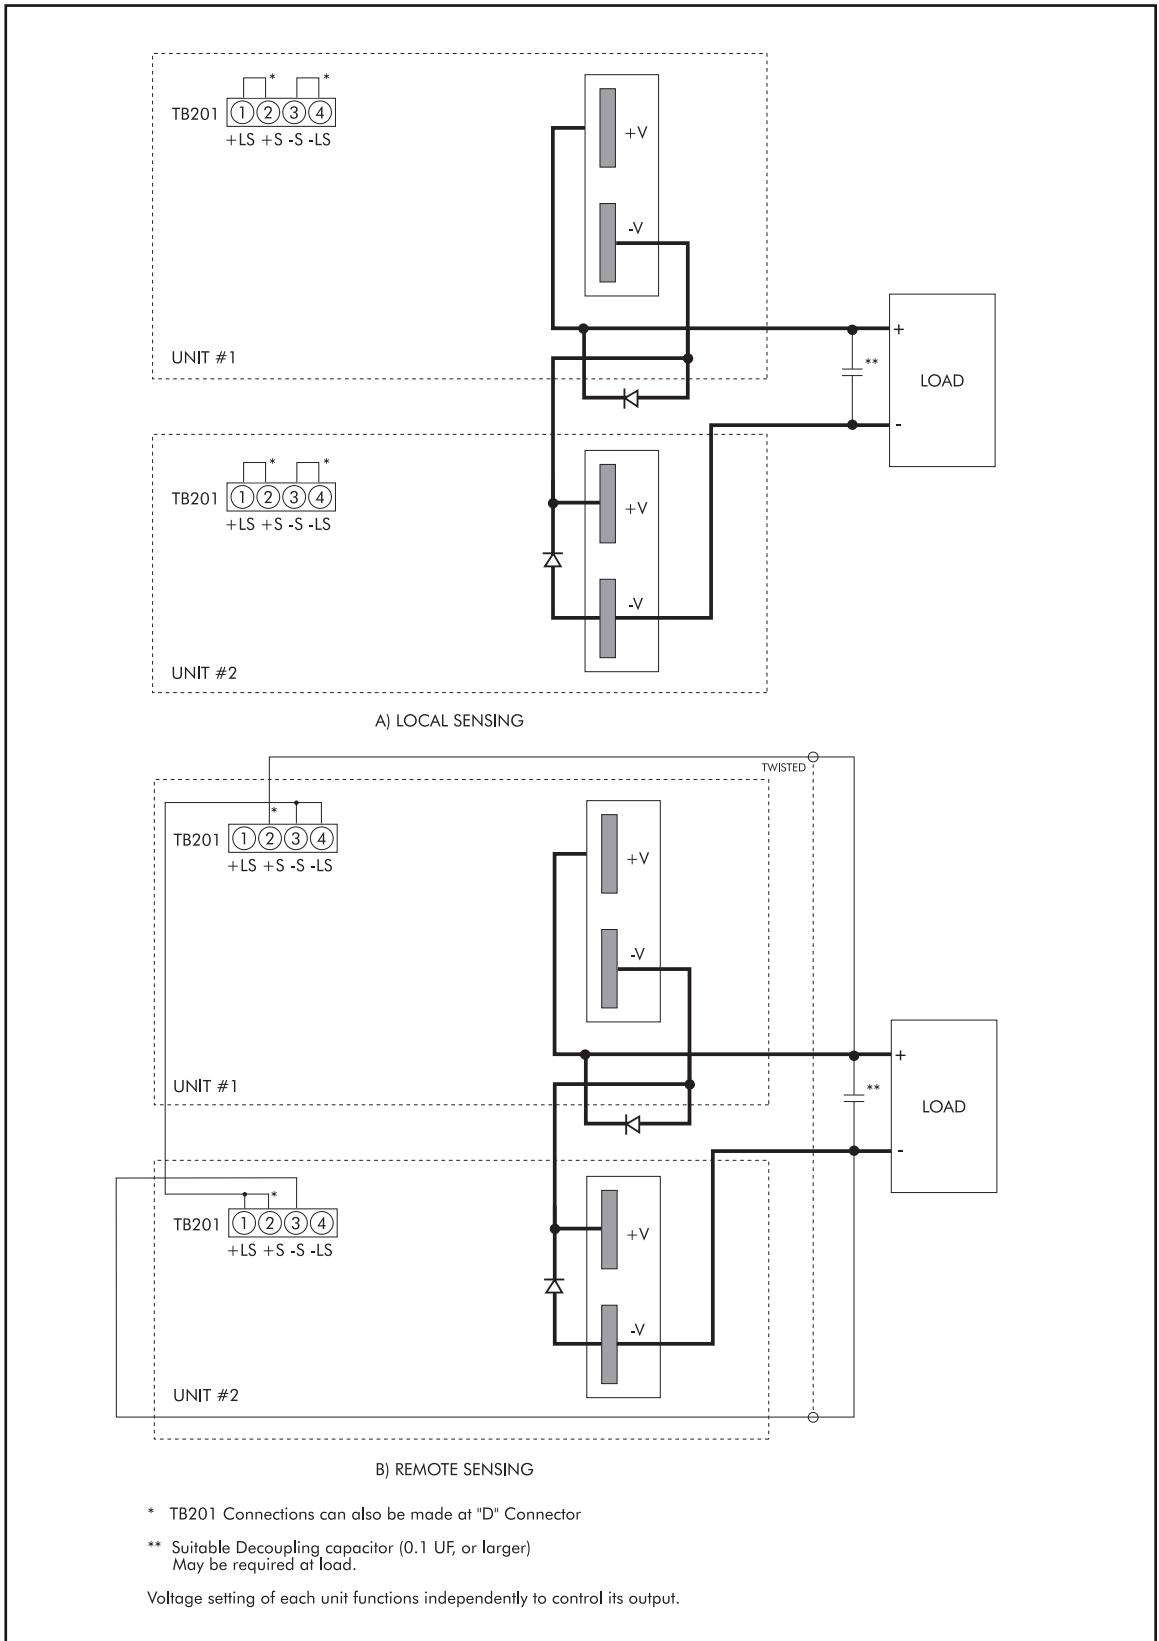 *
*
TB201
1 2 3 4
+LS +S -S -LS
+V
-V
+
**
LOAD
-
UNIT #1
*
*
TB201
1 2 3 4
+LS +S -S -LS
+V
-V
UNIT #2
A) LOCAL SENSING
TWISTED
*
TB201
1 2 3 4
+LS +S -S -LS
+V
-V
+
UNIT #1
**
LOAD
-
*
TB201
1 2 3 4
+LS +S -S -LS
+V
-V
UNIT #2
B) REMOTE SENSING
* TB201 Connections can also be made at "D" Connector
** Suitable Decoupling capacitor (0.1 UF, or larger)
May be required at load.
Voltage setting of each unit functions independently to control its output.